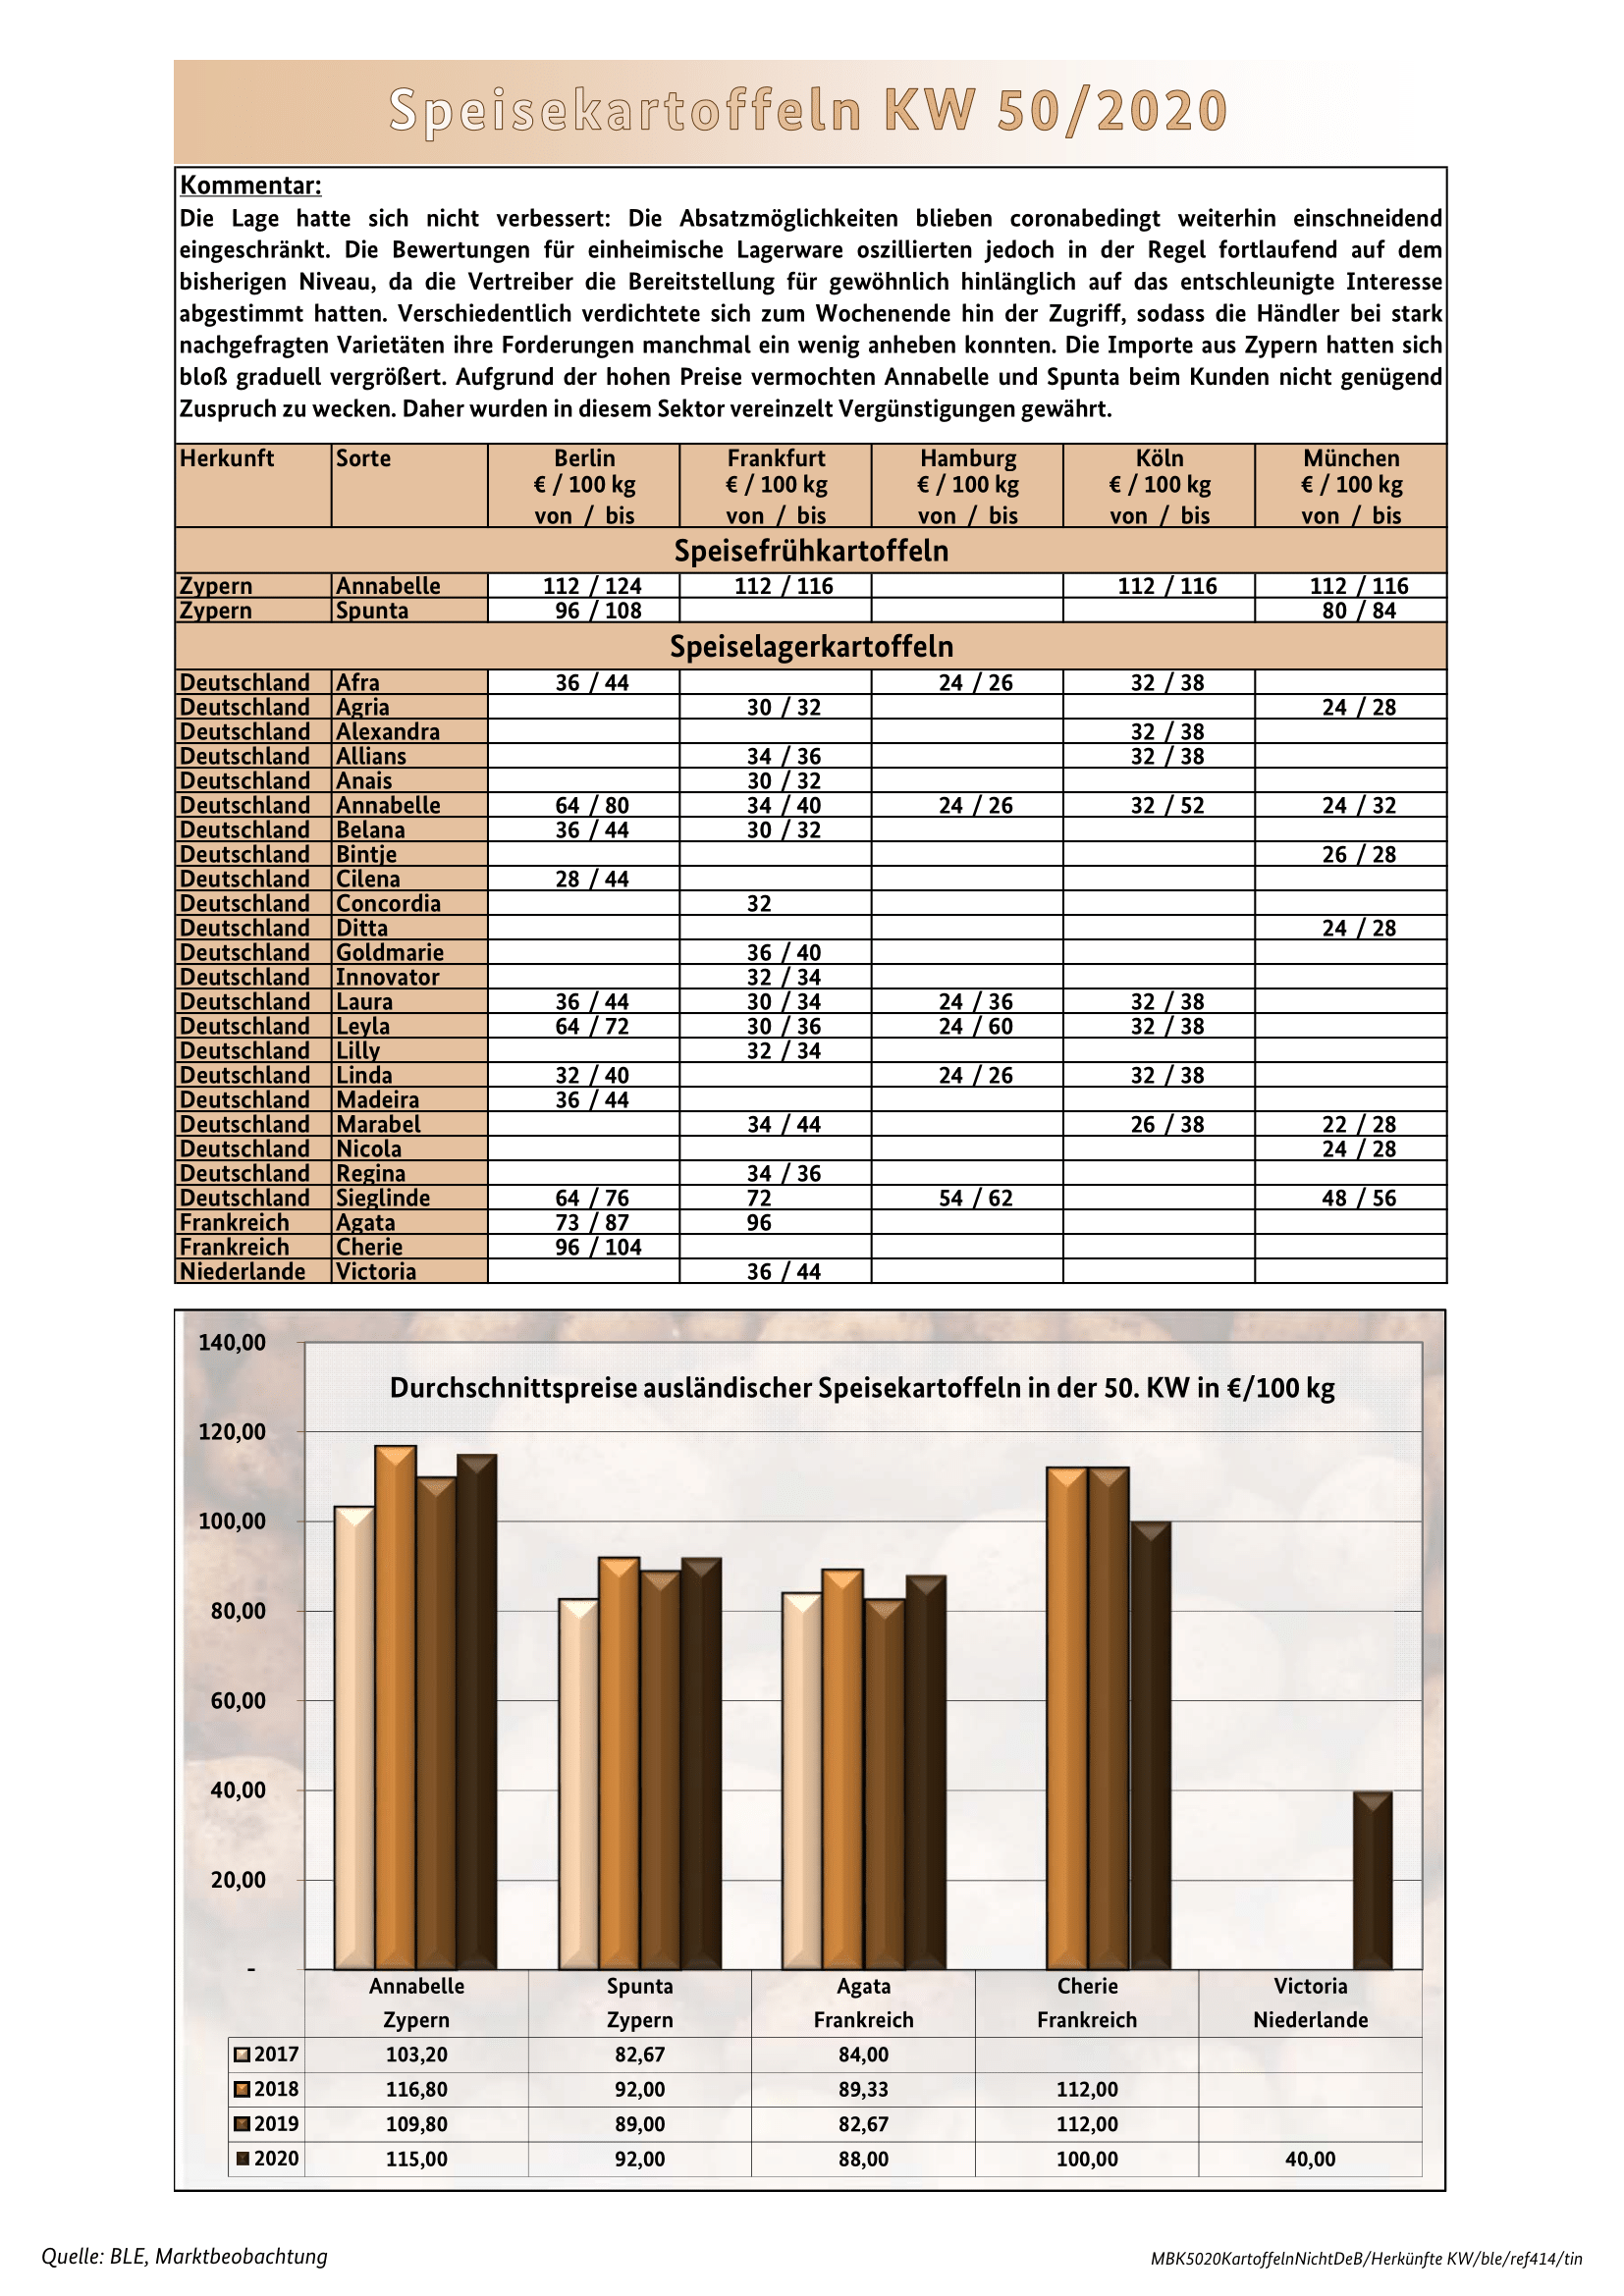 Speisekartoffeln KW 50/2020
Kommentar:
Die Lage hatte sich nicht verbessert: Die Absatzmöglichkeiten blieben coronabedingt weiterhin einschneidend
eingeschränkt. Die Bewertungen für einheimische Lagerware oszillierten jedoch in der Regel fortlaufend auf dem
bisherigen Niveau, da die Vertreiber die Bereitstellung für gewöhnlich hinlänglich auf das entschleunigte Interesse
abgestimmt hatten. Verschiedentlich verdichtete sich zum Wochenende hin der Zugriff, sodass die Händler bei stark
nachgefragten Varietäten ihre Forderungen manchmal ein wenig anheben konnten. Die Importe aus Zypern hatten sich
bloß graduell vergrößert. Aufgrund der hohen Preise vermochten Annabelle und Spunta beim Kunden nicht genügend
Zuspruch zu wecken. Daher wurden in diesem Sektor vereinzelt Vergünstigungen gewährt.
Herkunft Sorte Berlin Frankfurt Hamburg Köln München
€ / 100 kg € / 100 kg € / 100 kg € / 100 kg € / 100 kg
von / bis von / bis von / bis von / bis von / bis
Speisefrühkartoffeln
Zypern Annabelle 112 / 124 112 / 116 112 / 116 112 / 116
Zypern Spunta 96 / 108 80 / 84
Speiselagerkartoffeln
Deutschland Afra 36 / 44 24 / 26 32 / 38
Deutschland Agria 30 / 32 24 / 28
Deutschland Alexandra 32 / 38
Deutschland Allians 34 / 36 32 / 38
Deutschland Anais 30 / 32
Deutschland Annabelle 64 / 80 34 / 40 24 / 26 32 / 52 24 / 32
Deutschland Belana 36 / 44 30 / 32
Deutschland Bintje 26 / 28
Deutschland Cilena 28 / 44
Deutschland Concordia 32
Deutschland Ditta 24 / 28
Deutschland Goldmarie 36 / 40
Deutschland Innovator 32 / 34
Deutschland Laura 36 / 44 30 / 34 24 / 36 32 / 38
Deutschland Leyla 64 / 72 30 / 36 24 / 60 32 / 38
Deutschland Lilly 32 / 34
Deutschland Linda 32 / 40 24 / 26 32 / 38
Deutschland Madeira 36 / 44
Deutschland Marabel 34 / 44 26 / 38 22 / 28
Deutschland Nicola 24 / 28
Deutschland Regina 34 / 36
Deutschland Sieglinde 64 / 76 72 54 / 62 48 / 56
Frankreich Agata 73 / 87 96
Frankreich Cherie 96 / 104
Niederlande Victoria 36 / 44
140,00
Durchschnittspreise ausländischer Speisekartoffeln in der 50. KW in €/100 kg
120,00
100,00
80,00
60,00
40,00
20,00
-
Annabelle Spunta Agata Cherie Victoria
Zypern Zypern Frankreich Frankreich Niederlande
2017 103,20 82,67 84,00
2018 116,80 92,00 89,33 112,00
2019 109,80 89,00 82,67 112,00
2020 115,00 92,00 88,00 100,00 40,00
Quelle: BLE, Marktbeobachtung
MBK5020KartoffelnNichtDeB/Herkünfte KW/ble/ref414/tin